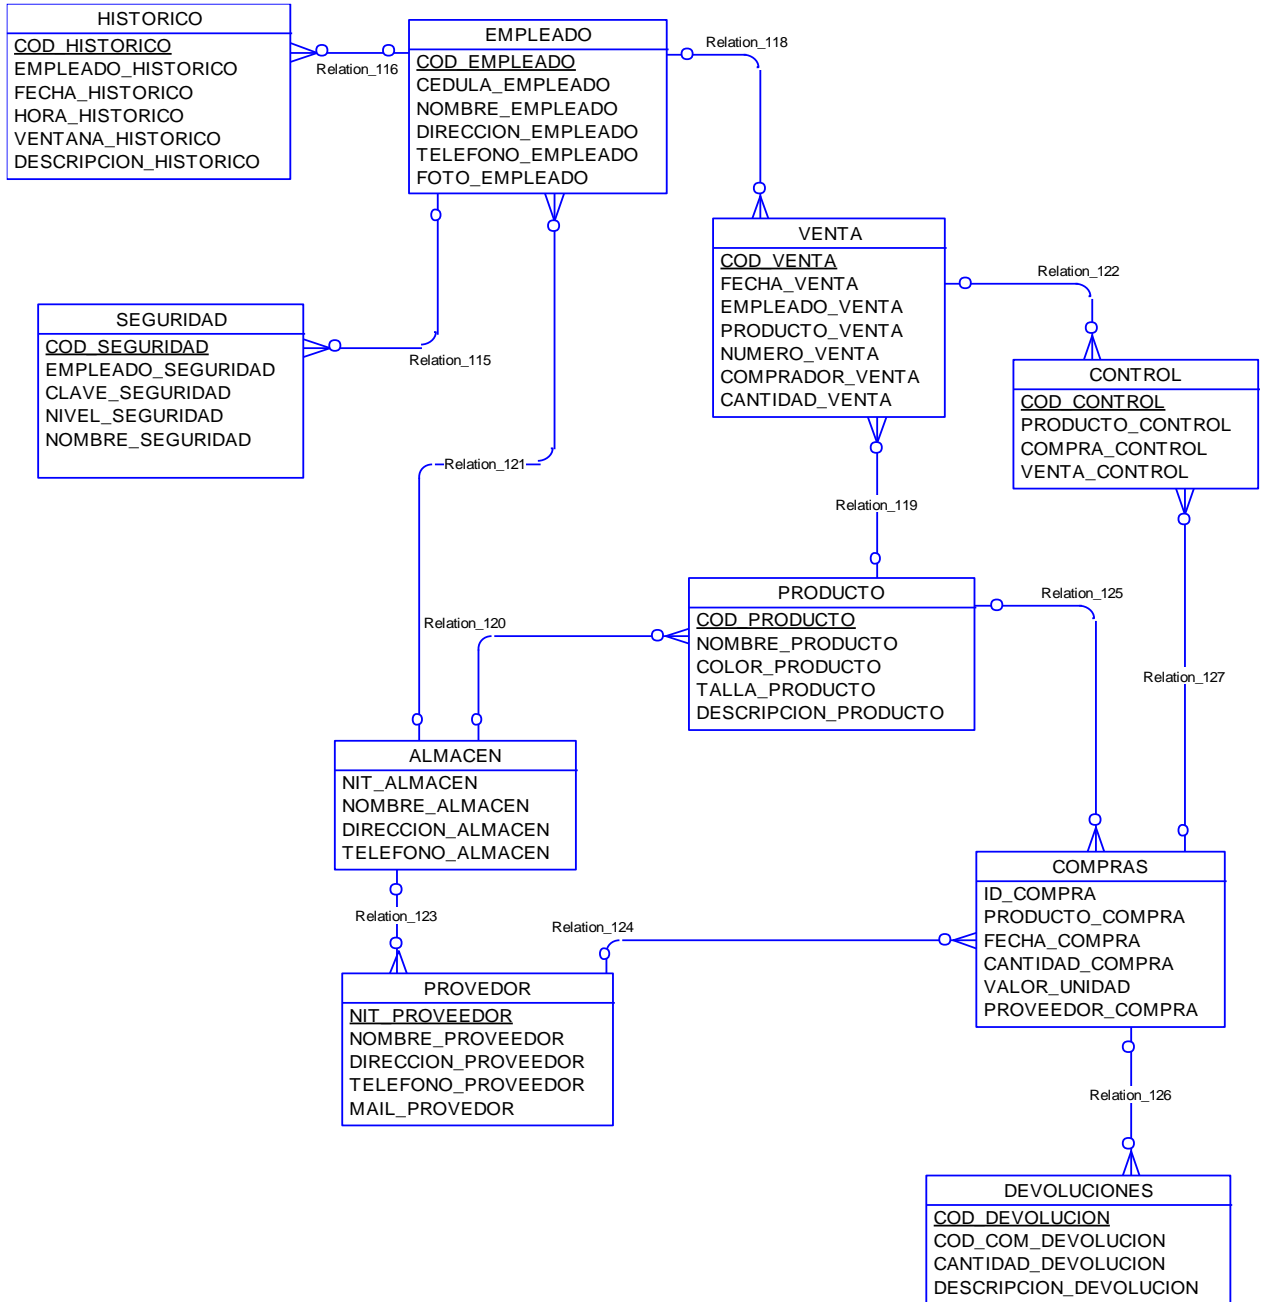 HISTORICO
COD_HISTORICO
EMPLEADO_HISTORICO
FECHA_HISTORICO
HORA_HISTORICO
VENTANA_HISTORICO
DESCRIPCION_HISTORICO
Relation_116
EMPLEADO
COD_EMPLEADO
CEDULA_EMPLEADO
NOMBRE_EMPLEADO
DIRECCION_EMPLEADO
TELEFONO_EMPLEADO
FOTO_EMPLEADO
Relation_118
VENTA
COD_VENTA
FECHA_VENTA
EMPLEADO_VENTA
PRODUCTO_VENTA
NUMERO_VENTA
COMPRADOR_VENTA
CANTIDAD_VENTA
Relation_122
SEGURIDAD
COD_SEGURIDAD
EMPLEADO_SEGURIDAD
CLAVE_SEGURIDAD
NIVEL_SEGURIDAD
NOMBRE_SEGURIDAD
Relation_115
CONTROL
COD_CONTROL
PRODUCTO_CONTROL
COMPRA_CONTROL
VENTA_CONTROL
Relation_121
Relation_119
PRODUCTO
COD_PRODUCTO
NOMBRE_PRODUCTO
COLOR_PRODUCTO
TALLA_PRODUCTO
DESCRIPCION_PRODUCTO
Relation_125
Relation_120
Relation_127
ALMACEN
NIT_ALMACEN
NOMBRE_ALMACEN
DIRECCION_ALMACEN
TELEFONO_ALMACEN
COMPRAS
ID_COMPRA
PRODUCTO_COMPRA
FECHA_COMPRA
CANTIDAD_COMPRA
VALOR_UNIDAD
PROVEEDOR_COMPRA
Relation_123
Relation_124
PROVEDOR
NIT_PROVEEDOR
NOMBRE_PROVEEDOR
DIRECCION_PROVEEDOR
TELEFONO_PROVEEDOR
MAIL_PROVEDOR
Relation_126
DEVOLUCIONES
COD_DEVOLUCION
COD_COM_DEVOLUCION
CANTIDAD_DEVOLUCION
DESCRIPCION_DEVOLUCION